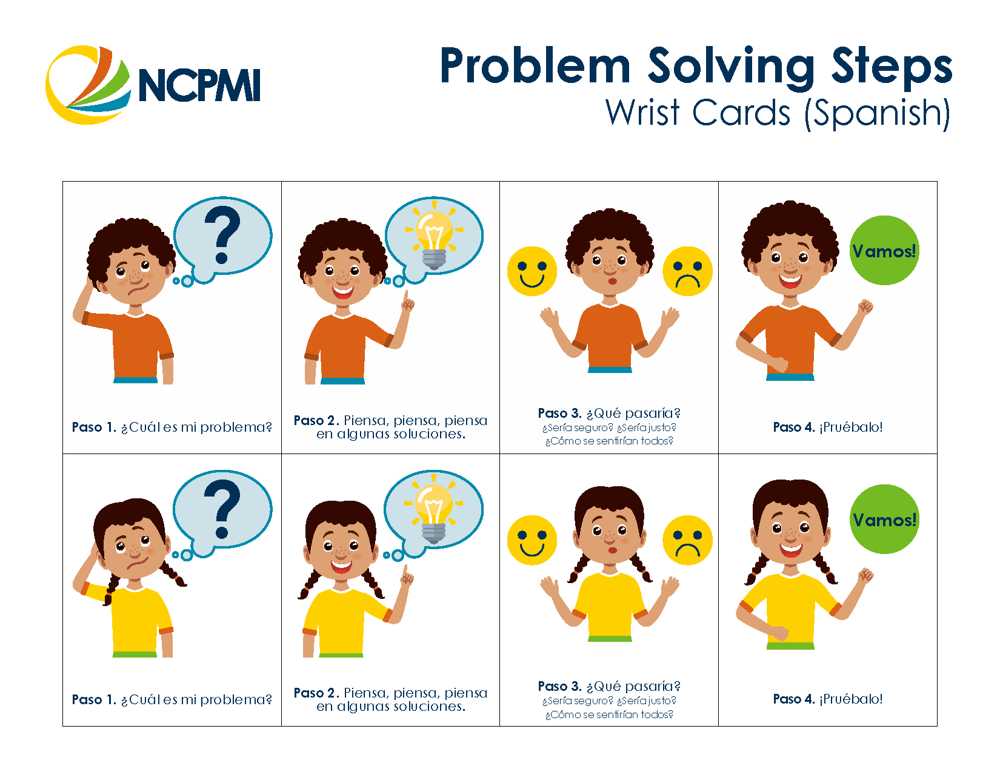 NCPMI
Problem Solving Steps
Wrist Cards (Spanish)
?
Vamos!
Paso 1. ¿Cuál es mi problema?
Paso 2. Piensa, piensa, piensa
en algunas soluciones.
Paso 3. ¿Qué pasaría?
¿Sería seguro? ¿Sería justo?
¿Cómo se sentirían todos?
Paso 4. ¡Pruébalo!
?
Vamos!
Paso 1. ¿Cuál es mi problema?
Paso 2. Piensa, piensa, piensa
en algunas soluciones.
Paso 3. ¿Qué pasaría?
¿Sería seguro? ¿Sería justo?
¿Cómo se sentirían todos?
Paso 4. ¡Pruébalo!